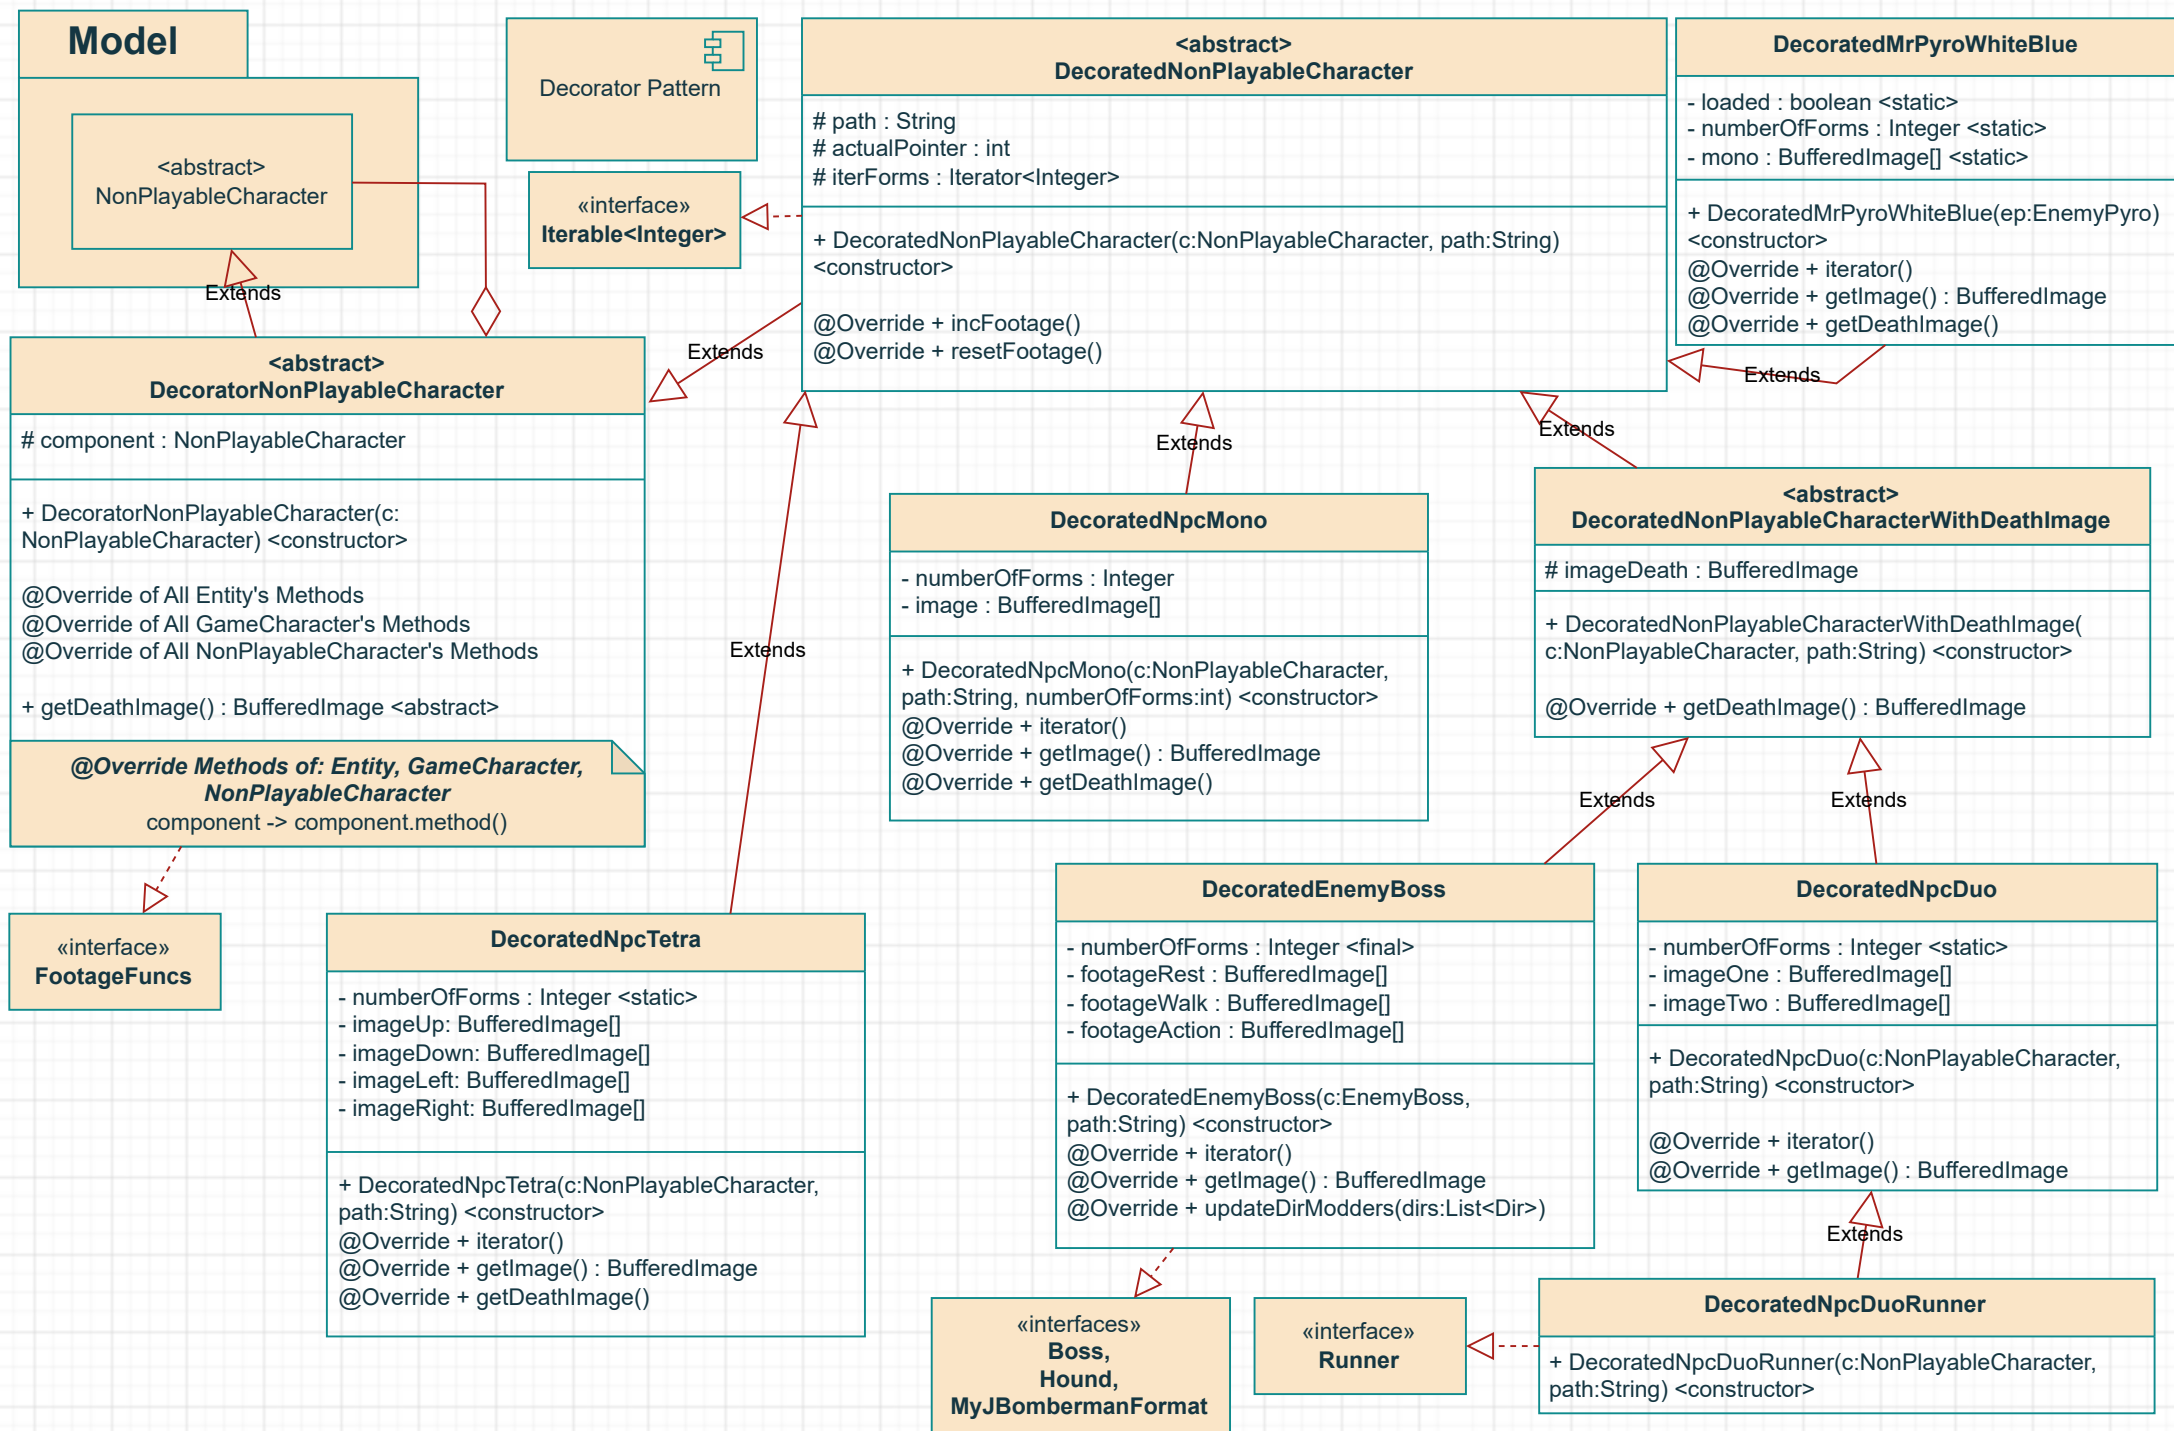 Model
<abstract>
NonPlayableCharacter
Extends
Decorator Pattern
«interface»
Iterable<Integer>
<abstract>
DecoratedNonPlayableCharacter
# path : String
# actualPointer : int
# iterForms : Iterator<Integer>
+ DecoratedNonPlayableCharacter(c:NonPlayableCharacter, path:String)
<constructor>
@Override + incFootage()
@Override + resetFootage()
DecoratedMrPyroWhiteBlue
- loaded : boolean <static>
- numberOfForms : Integer <static>
- mono : BufferedImage[] <static>
+ DecoratedMrPyroWhiteBlue(ep:EnemyPyro)
<constructor>
@Override + iterator()
@Override + getImage() : BufferedImage
@Override + getDeathImage()
Extends
Extends
Extends
Extends
<abstract>
DecoratorNonPlayableCharacter
# component : NonPlayableCharacter
+ DecoratorNonPlayableCharacter(c:
NonPlayableCharacter) <constructor>
@Override of All Entity's Methods
@Override of All GameCharacter's Methods
@Override of All NonPlayableCharacter's Methods
+ getDeathImage() : BufferedImage <abstract>
@Override Methods of: Entity, GameCharacter,
NonPlayableCharacter
component -> component.method()
Extends
DecoratedNpcMono
- numberOfForms : Integer
- image : BufferedImage[]
+ DecoratedNpcMono(c:NonPlayableCharacter,
path:String, numberOfForms:int) <constructor>
@Override + iterator()
@Override + getImage() : BufferedImage
@Override + getDeathImage()
<abstract>
DecoratedNonPlayableCharacterWithDeathImage
# imageDeath : BufferedImage
+ DecoratedNonPlayableCharacterWithDeathImage(
c:NonPlayableCharacter, path:String) <constructor>
@Override + getDeathImage() : BufferedImage
Extends
Extends
«interface»
FootageFuncs
DecoratedNpcTetra
- numberOfForms : Integer <static>
- imageUp: BufferedImage[]
- imageDown: BufferedImage[]
- imageLeft: BufferedImage[]
- imageRight: BufferedImage[]
+ DecoratedNpcTetra(c:NonPlayableCharacter,
path:String) <constructor>
@Override + iterator()
@Override + getImage() : BufferedImage
@Override + getDeathImage()
DecoratedEnemyBoss
- numberOfForms : Integer <final>
- footageRest : BufferedImage[]
- footageWalk : BufferedImage[]
- footageAction : BufferedImage[]
+ DecoratedEnemyBoss(c:EnemyBoss,
path:String) <constructor>
@Override + iterator()
@Override + getImage() : BufferedImage
@Override + updateDirModders(dirs:List<Dir>)
DecoratedNpcDuo
- numberOfForms : Integer <static>
- imageOne : BufferedImage[]
- imageTwo : BufferedImage[]
+ DecoratedNpcDuo(c:NonPlayableCharacter,
path:String) <constructor>
@Override + iterator()
@Override + getImage() : BufferedImage
Extends
«interfaces»
Boss,
Hound,
MyJBombermanFormat
«interface»
Runner
DecoratedNpcDuoRunner
+ DecoratedNpcDuoRunner(c:NonPlayableCharacter,
path:String) <constructor>